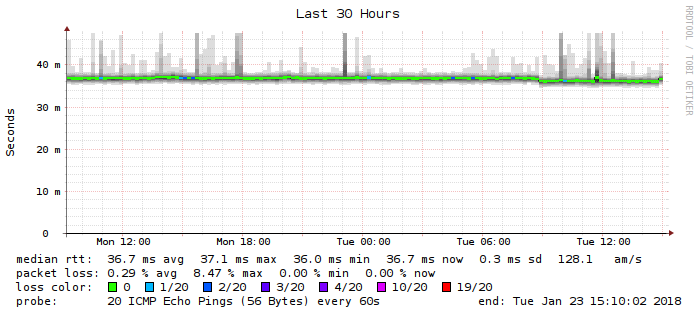 Last 30 Hours
RRDTOOL / TOBI OETIKER
Seconds
40 m
30 m
20 m
10 m
0
Mon 12:00 Mon 18:00 Tue 00:00 Tue 06:00 Tue 12:00
median rtt: 36.7 ms avg 37.1 ms max 36.0 ms min 36.7 ms now 0.3 ms sd 128.1 am/s
packet loss: 0.29 % avg 8.47 % max 0.00 % min 0.00 % now
loss color: 0 1/20 2/20 3/20 4/20 10/20 19/20
probe: 20 ICMP Echo Pings (56 Bytes) every 60s end: Tue Jan 23 15:10:02 2018